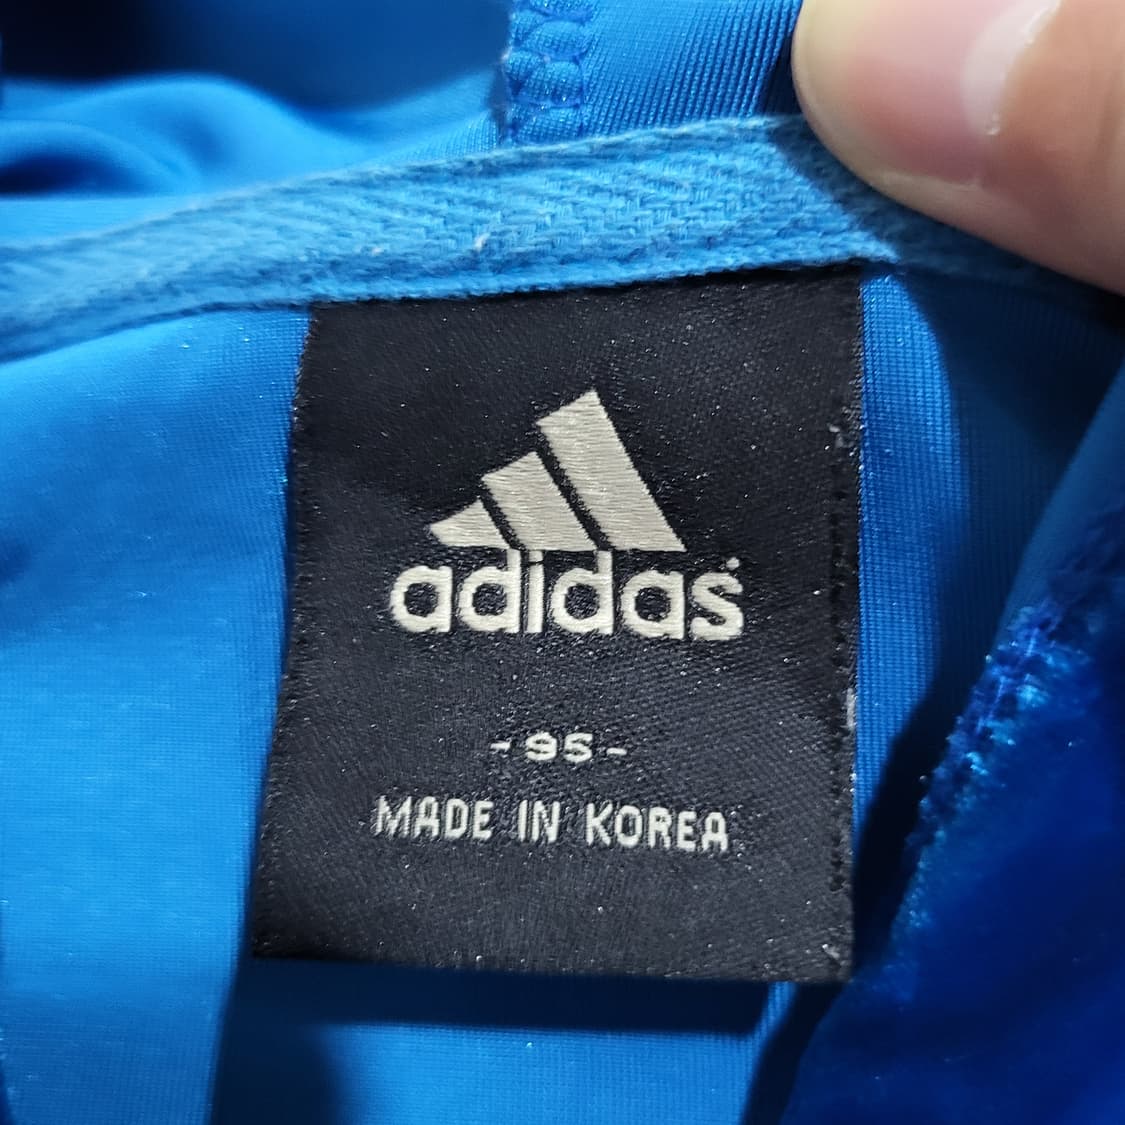 adidas
- 95 -
MADE IN KOREA